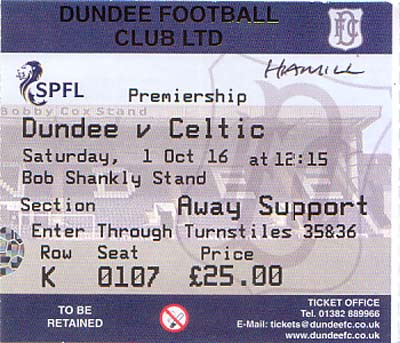 DUNDEE FOOTBALL
CLUB LTD
HAMILL
SPFL
Premiership
Bobby Cox Stand
Dundee v Celtic
Saturday, 1 Oct 16 at 12:15
Bob Shankly Stand
Section Away Support
Enter Through Turnstiles 35&36
Row Seat Price
K 0107 £25.00
TO BE
RETAINED
TICKET OFFICE
Tel. 01382 889966
E-Mail: tickets@dundeefc.co.uk
www.dundeefc.co.uk